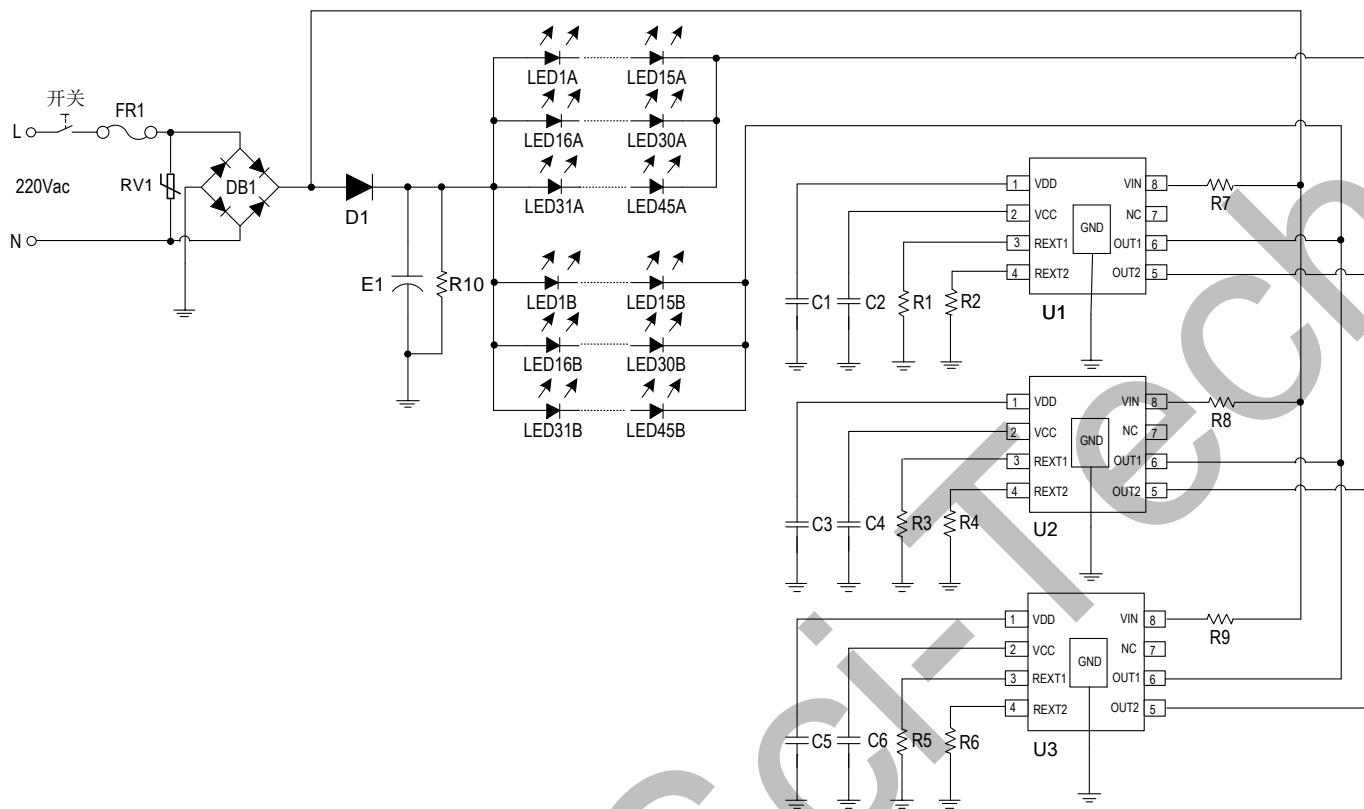 开关
FR1
L
220Vac
RV1
DB1
N
D1
E1
R10
LED1A
LED15A
LED16A
LED30A
LED31A
LED45A
LED1B
LED15B
LED16B
LED30B
LED31B
LED45B
1 VDD
2 VCC
3 REXT1
4 REXT2
GND
VIN 8
NC 7
OUT1 6
OUT2 5
R7
C1
C2
R1
R2
U1
1 VDD
2 VCC
3 REXT1
4 REXT2
GND
VIN 8
NC 7
OUT1 6
OUT2 5
R8
C3
C4
R3
R4
U2
1 VDD
2 VCC
3 REXT1
4 REXT2
GND
VIN 8
NC 7
OUT1 6
OUT2 5
R9
C5
C6
R5
R6
U3
ci-Tech